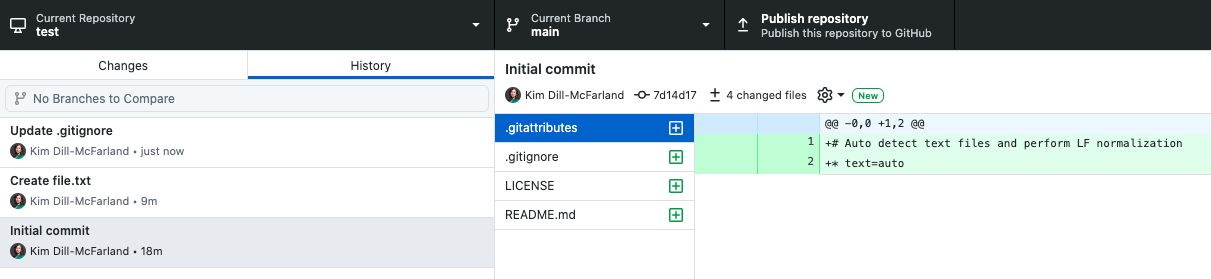 Current Repository
test
Current Branch
main
Publish repository
Publish this repository to GitHub
Changes
History
No Branches to Compare
Update .gitignore
Kim Dill-McFarland • just now
Create file.txt
Kim Dill-McFarland • 9m
Initial commit
Kim Dill-McFarland • 18m
Initial commit
Kim Dill-McFarland 7d14d17 4 changed files New
.gitattributes
.gitignore
LICENSE
README.md
@@ -0,0 +1,2 @@
1 +# Auto detect text files and perform LF normalization
2 +* text=auto